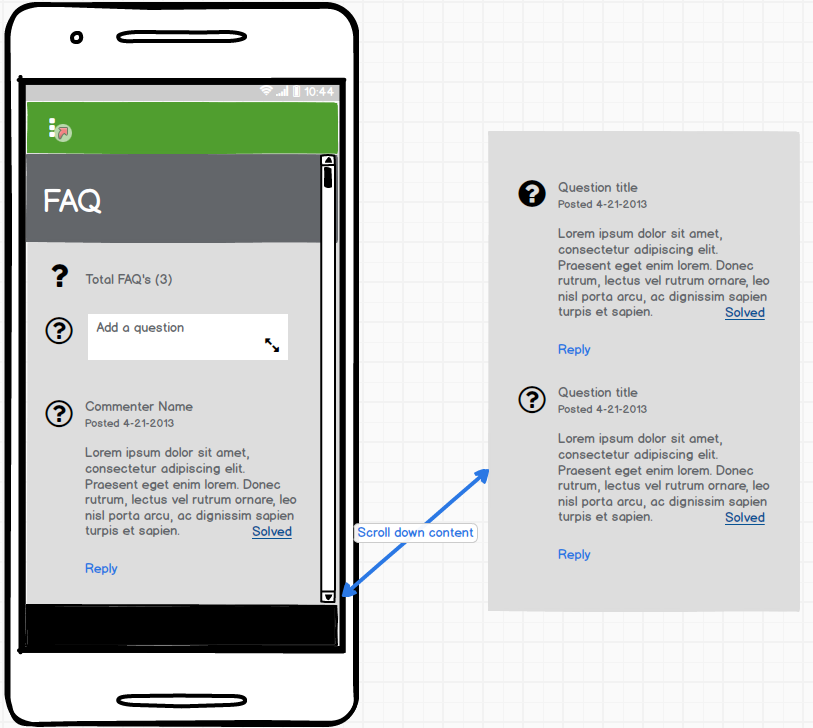 10:44
FAQ
Total FAQ's (3)
Add a question
Commenter Name
Posted 4-21-2013
Lorem ipsum dolor sit amet,
consectetur adipiscing elit.
Praesent eget enim lorem. Donec
rutrum, lectus vel rutrum ornare, leo
nisl porta arcu, ac dignissim sapien
turpis et sapien. Solved
Reply
Scroll down content
Question title
Posted 4-21-2013
Lorem ipsum dolor sit amet,
consectetur adipiscing elit.
Praesent eget enim lorem. Donec
rutrum, lectus vel rutrum ornare, leo
nisl porta arcu, ac dignissim sapien
turpis et sapien. Solved
Reply
Question title
Posted 4-21-2013
Lorem ipsum dolor sit amet,
consectetur adipiscing elit.
Praesent eget enim lorem. Donec
rutrum, lectus vel rutrum ornare, leo
nisl porta arcu, ac dignissim sapien
turpis et sapien. Solved
Reply